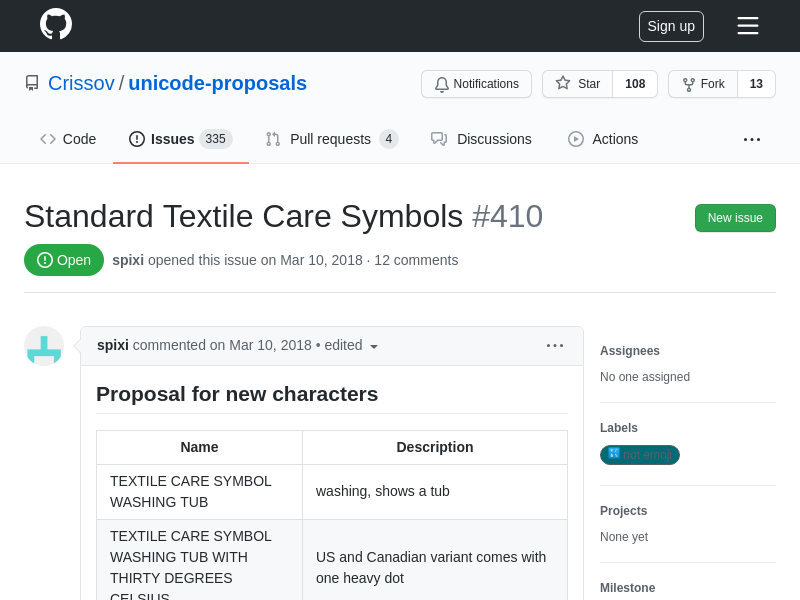 Sign up
Crissov / unicode-proposals
Notifications
Star 108
Fork 13
Code
Issues 335
Pull requests 4
Discussions
Actions
Standard Textile Care Symbols #410
New issue
Open
spixi opened this issue on Mar 10, 2018 · 12 comments
spixi commented on Mar 10, 2018 • edited
Proposal for new characters
Name Description
TEXTILE CARE SYMBOL
WASHING TUB
washing, shows a tub
TEXTILE CARE SYMBOL
WASHING TUB WITH
THIRTY DEGREES
CELSIUS
US and Canadian variant comes with
one heavy dot
Assignees
No one assigned
Labels
not emoji
Projects
None yet
Milestone